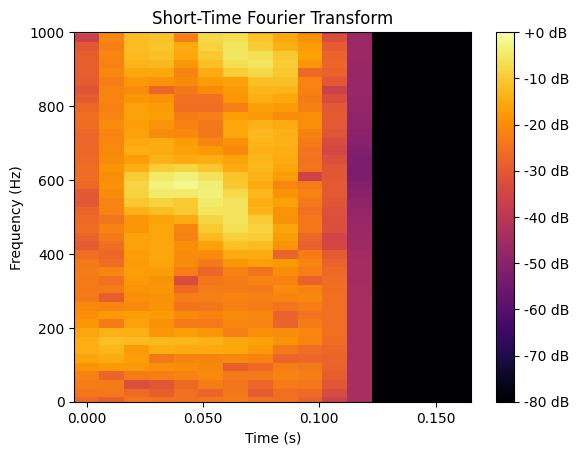 Short-Time Fourier Transform
1000
800
600
400
200
0
Frequency (Hz)
0.000
0.050
0.100
0.150
Time (s)
+0 dB
-10 dB
-20 dB
-30 dB
-40 dB
-50 dB
-60 dB
-70 dB
-80 dB